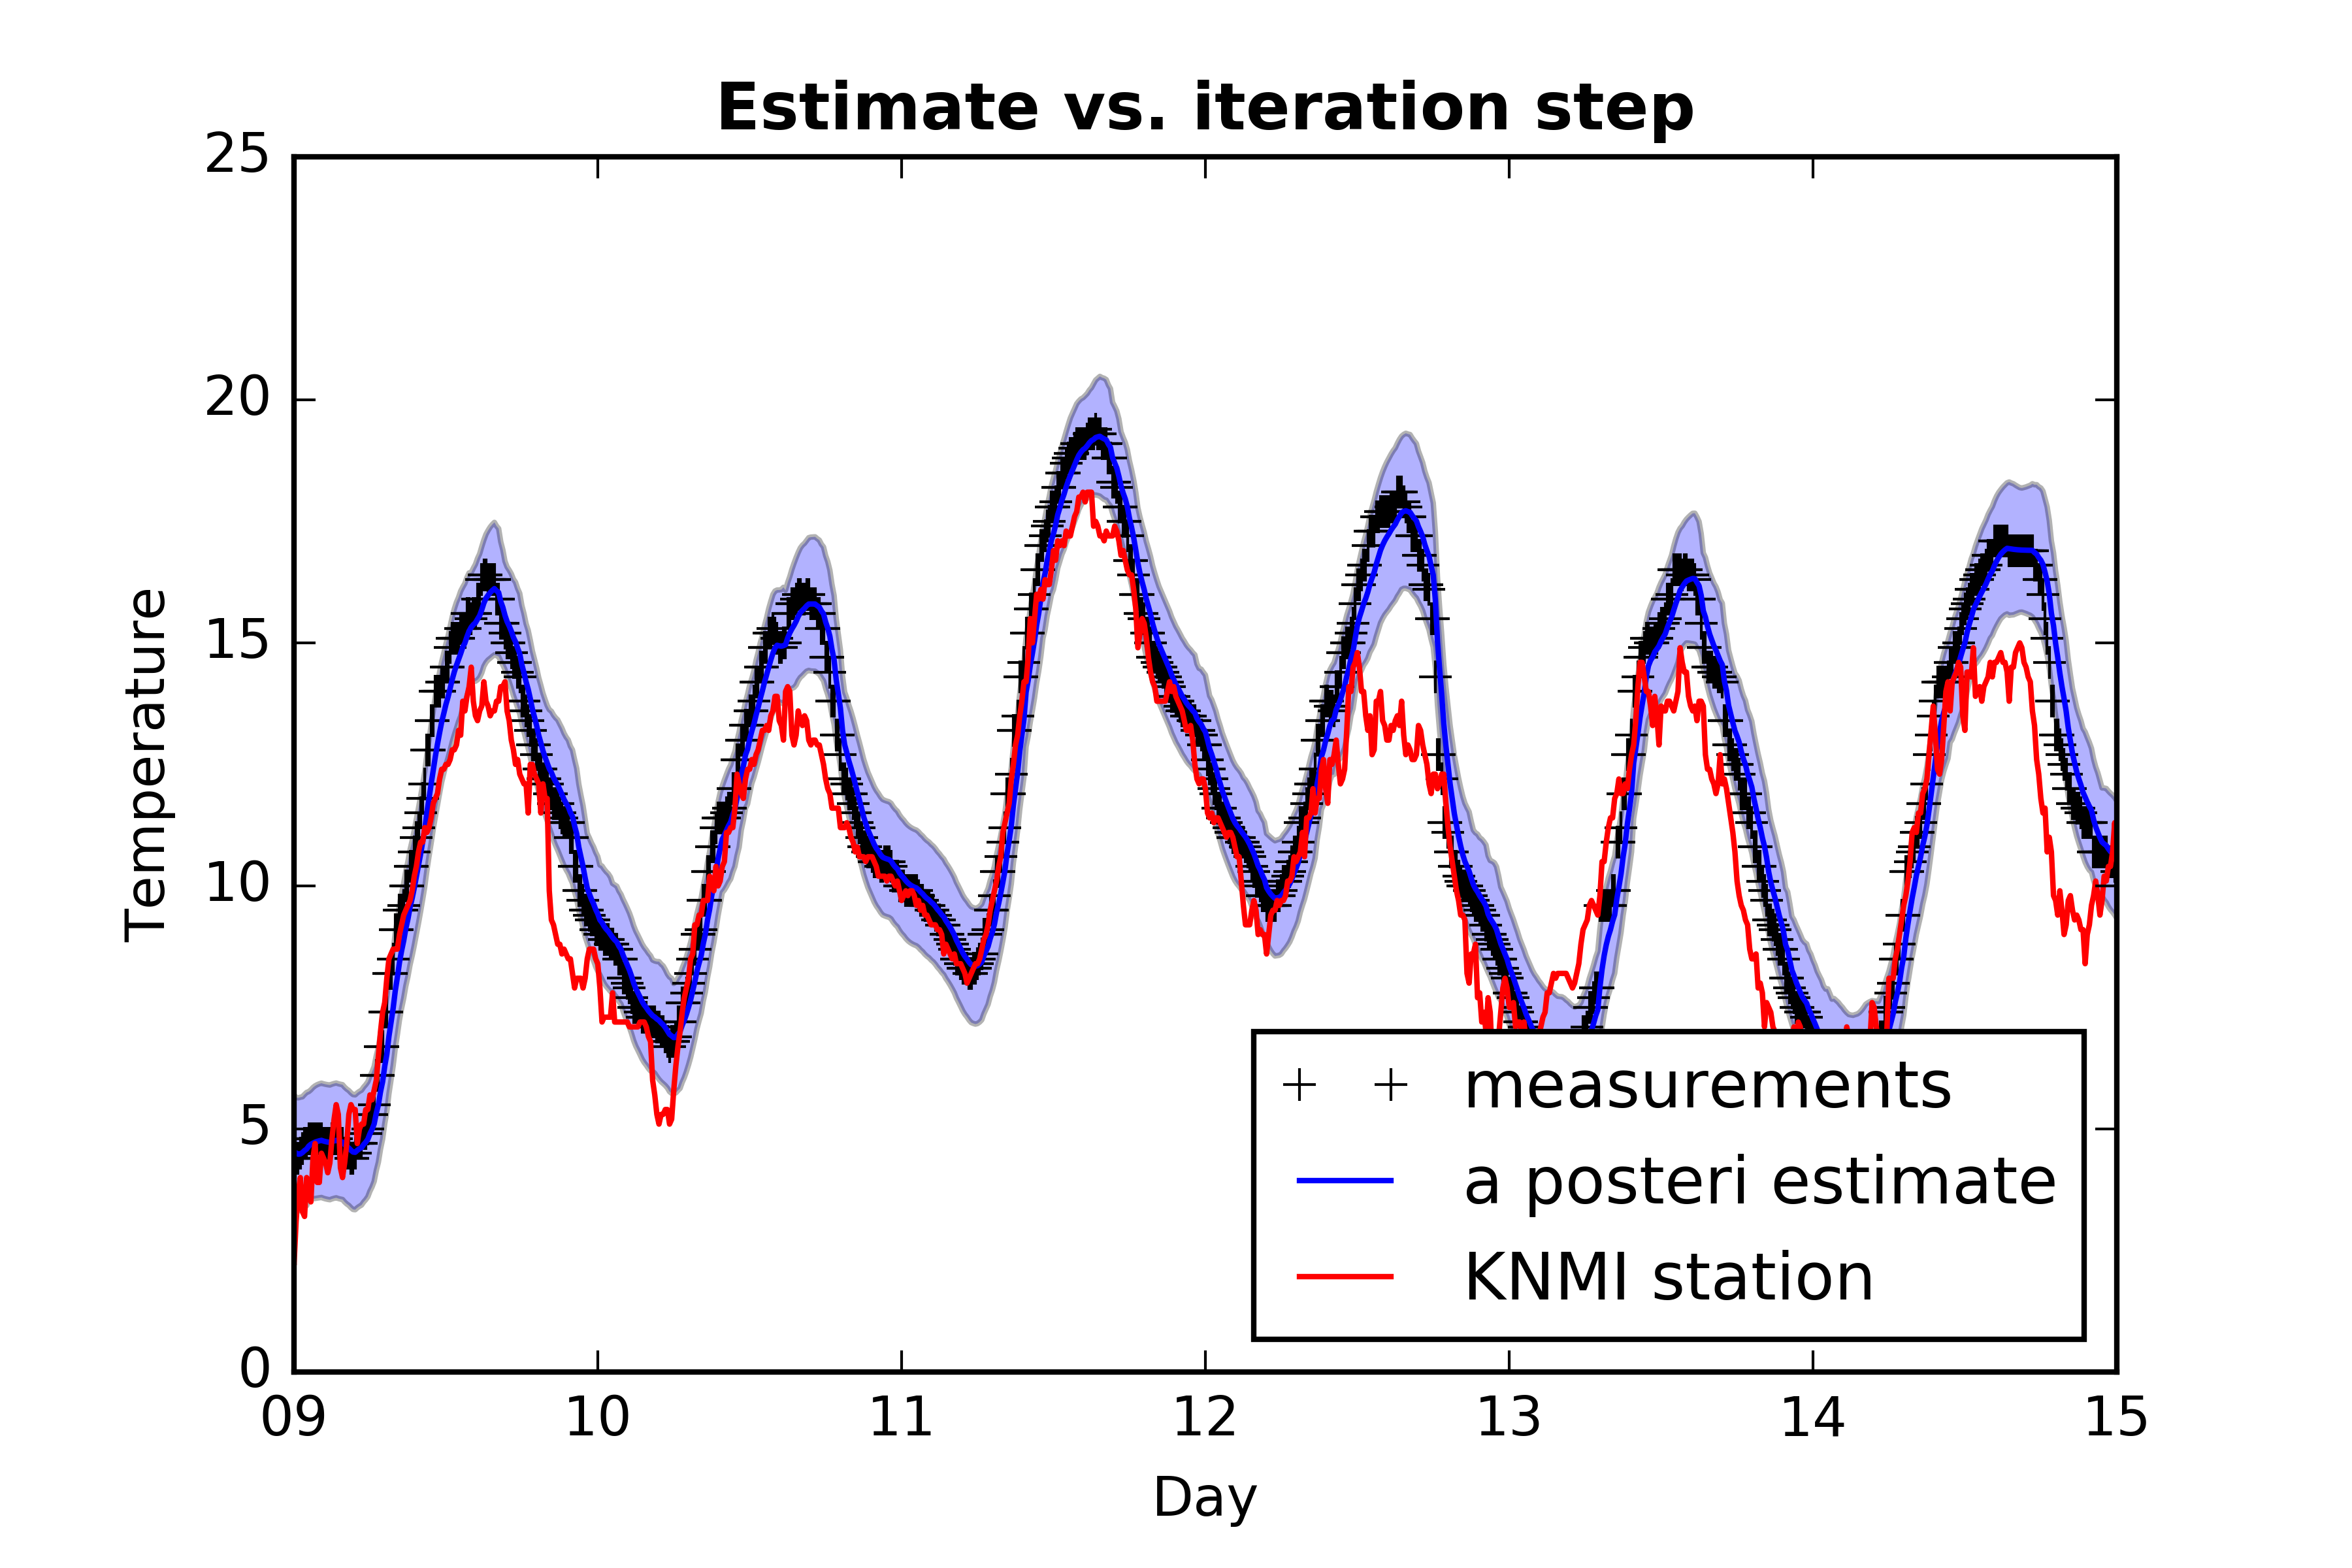 Estimate vs. iteration step
25
20
15
10
5
0
Temperature
09 10 11 12 13 14 15
Day
measurements
a posteri estimate
KNMI station